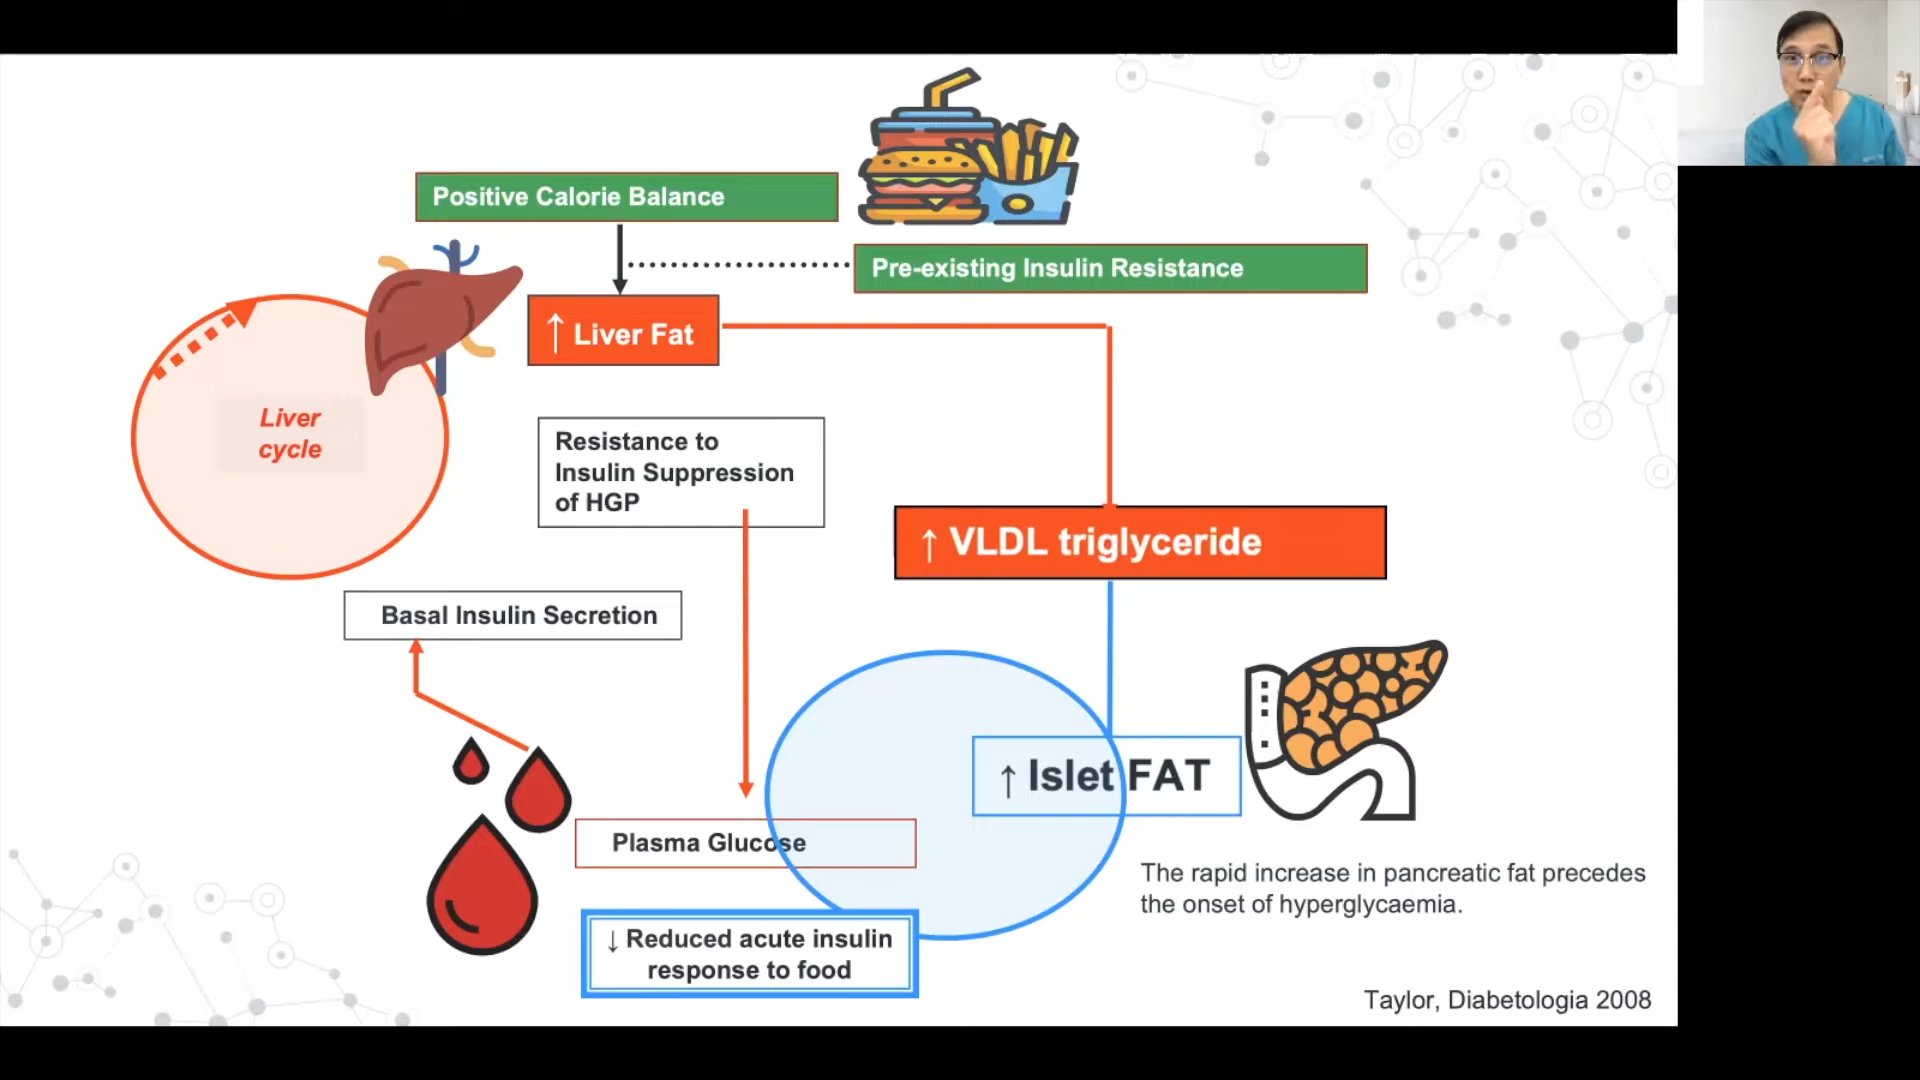 Positive Calorie Balance
Pre-existing Insulin Resistance
↑ Liver Fat
Liver
cycle
Resistance to
Insulin Suppression
of HGP
↑ VLDL triglyceride
Basal Insulin Secretion
↑ Islet FAT
Plasma Glucose
The rapid increase in pancreatic fat precedes
the onset of hyperglycaemia.
↓ Reduced acute insulin
response to food
Taylor, Diabetologia 2008